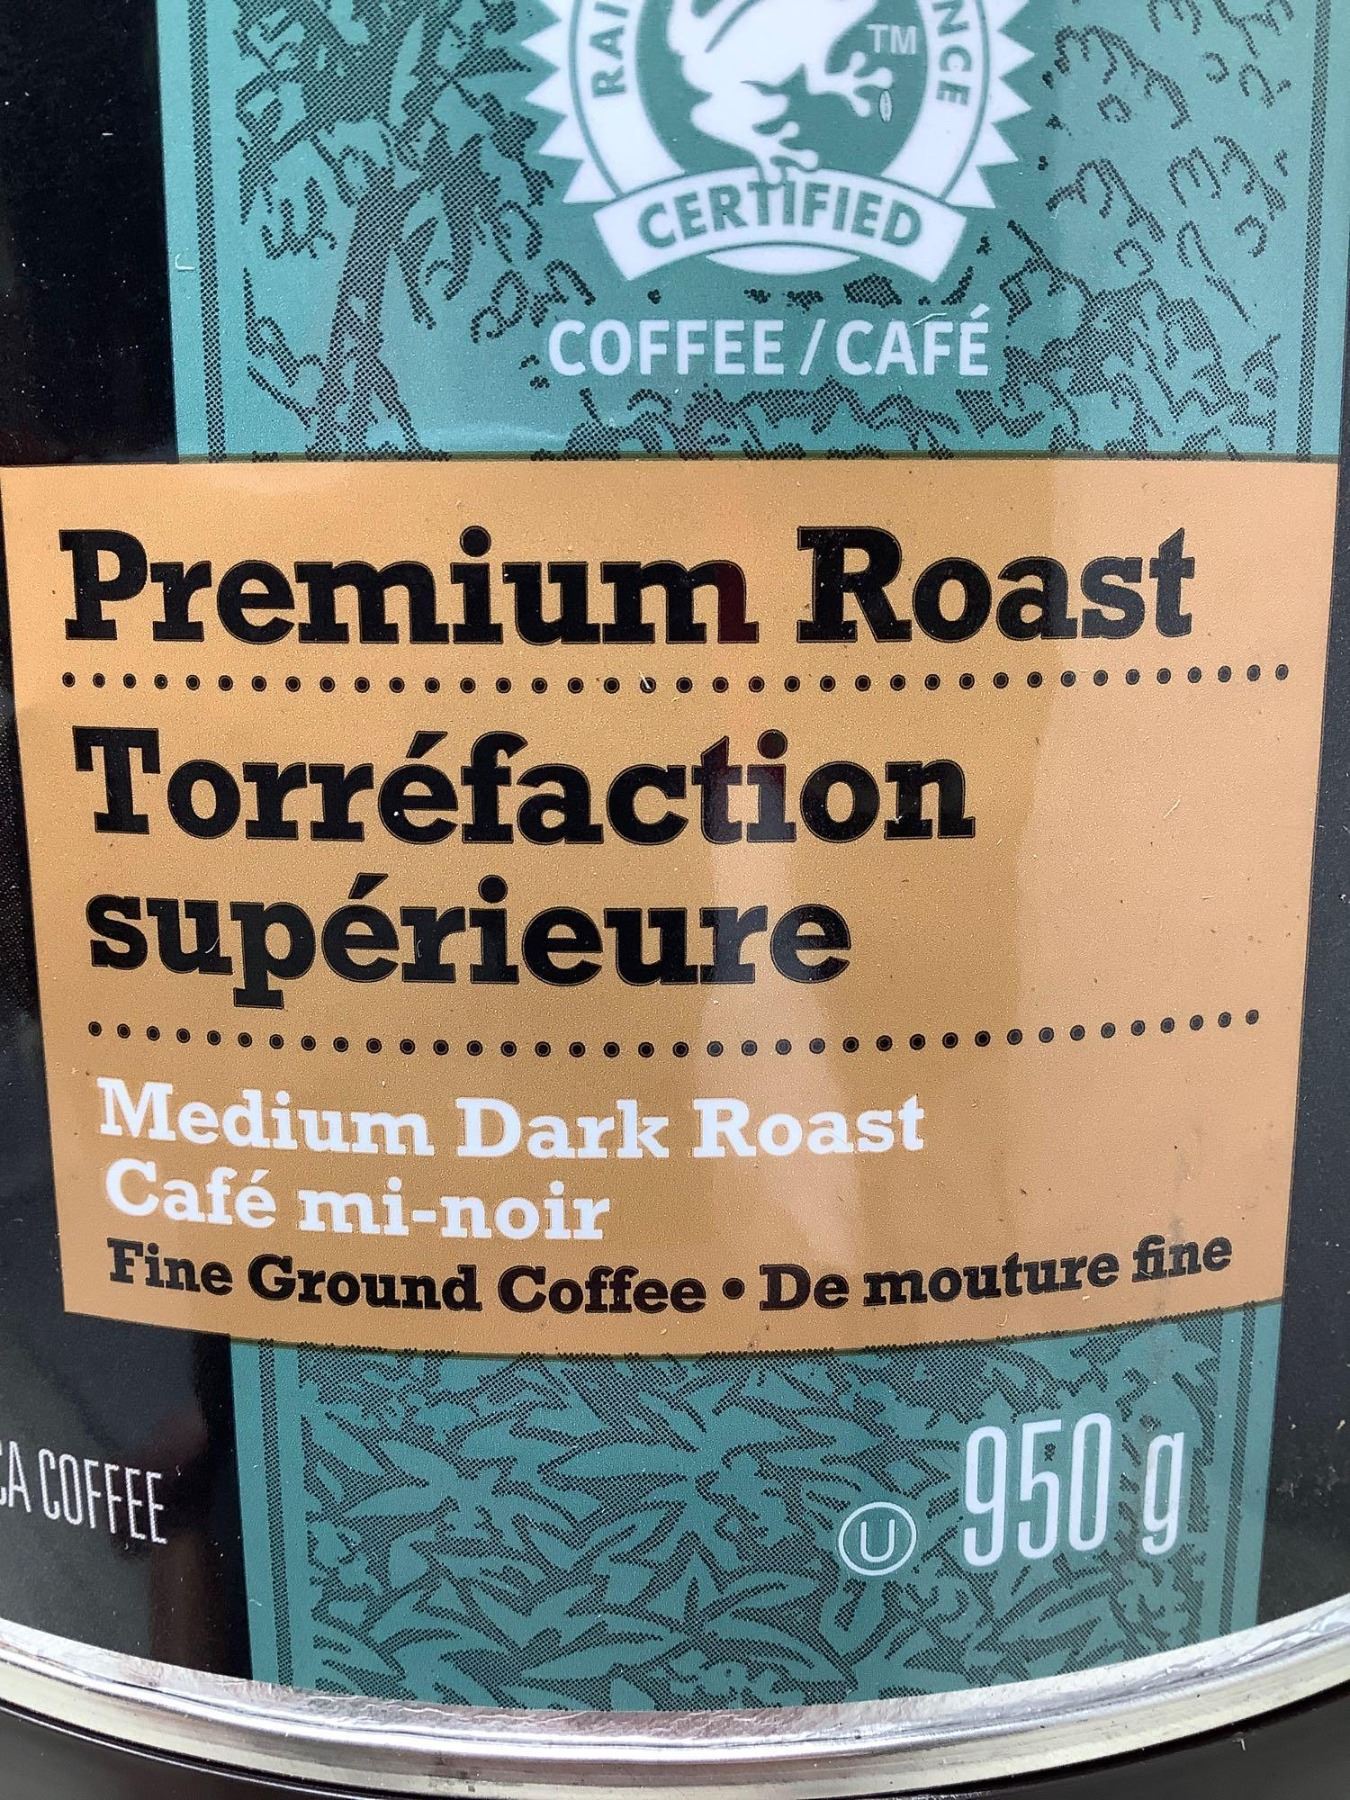 TM
CERTIFIED
COFFEE / CAFÉ
Premium Roast
Torréfaction
supérieure
Medium Dark Roast
Café mi-noir
Fine Ground Coffee • De mouture fine
COFFEE
U 950 g